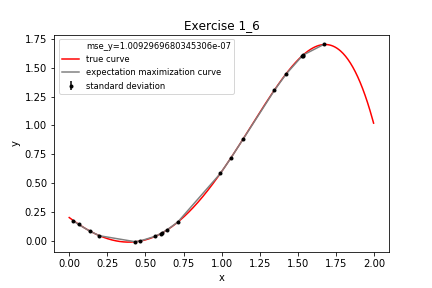 Exercise 1_6
mse_y=1.0092969680345306e-07
true curve
expectation maximization curve
standard deviation
y
1.75
1.50
1.25
1.00
0.75
0.50
0.25
0.00
0.00 0.25 0.50 0.75 1.00 1.25 1.50 1.75 2.00
x